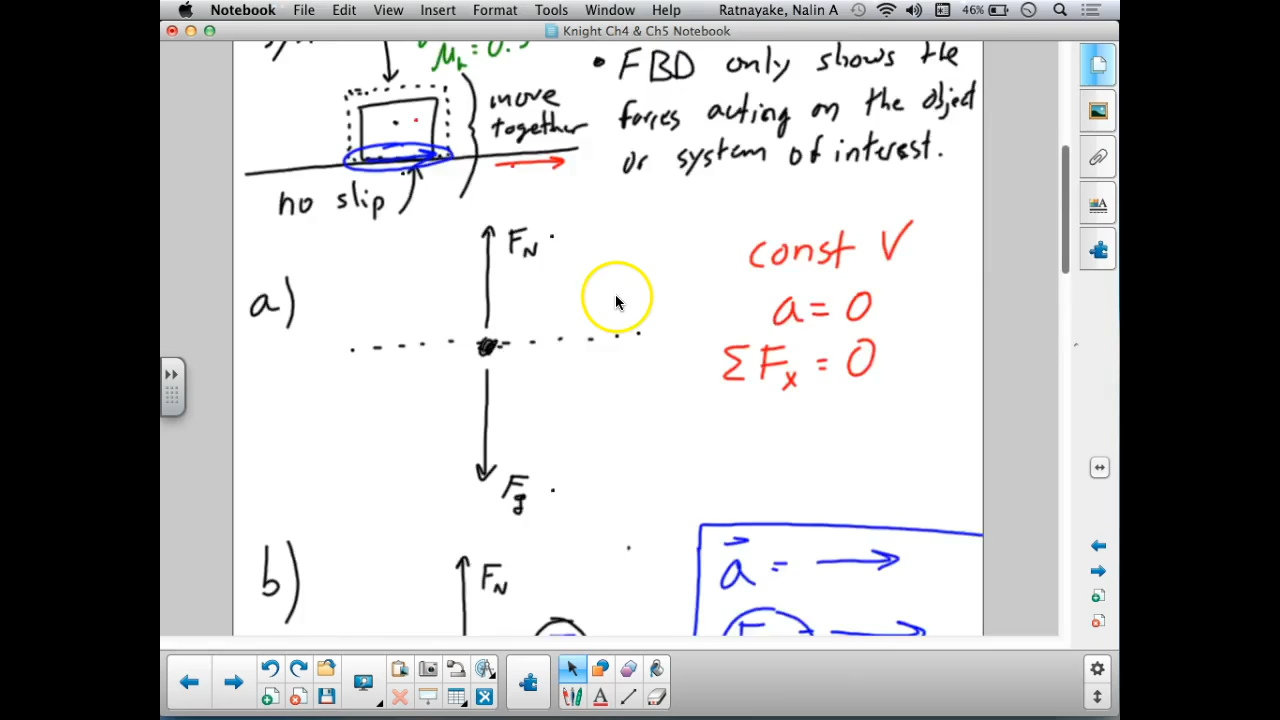 Notebook File Edit View Insert Format Tools Window Help Ratnayake, Nalin A 46%
Knight Ch4 & Ch5 Notebook
• FBD only shows the
forces acting on the object
or system of interest.
move
together
no slip
a)
F_N
F_g
const V
a = 0
ΣF_x = 0
b)
F_N
a =
F
A